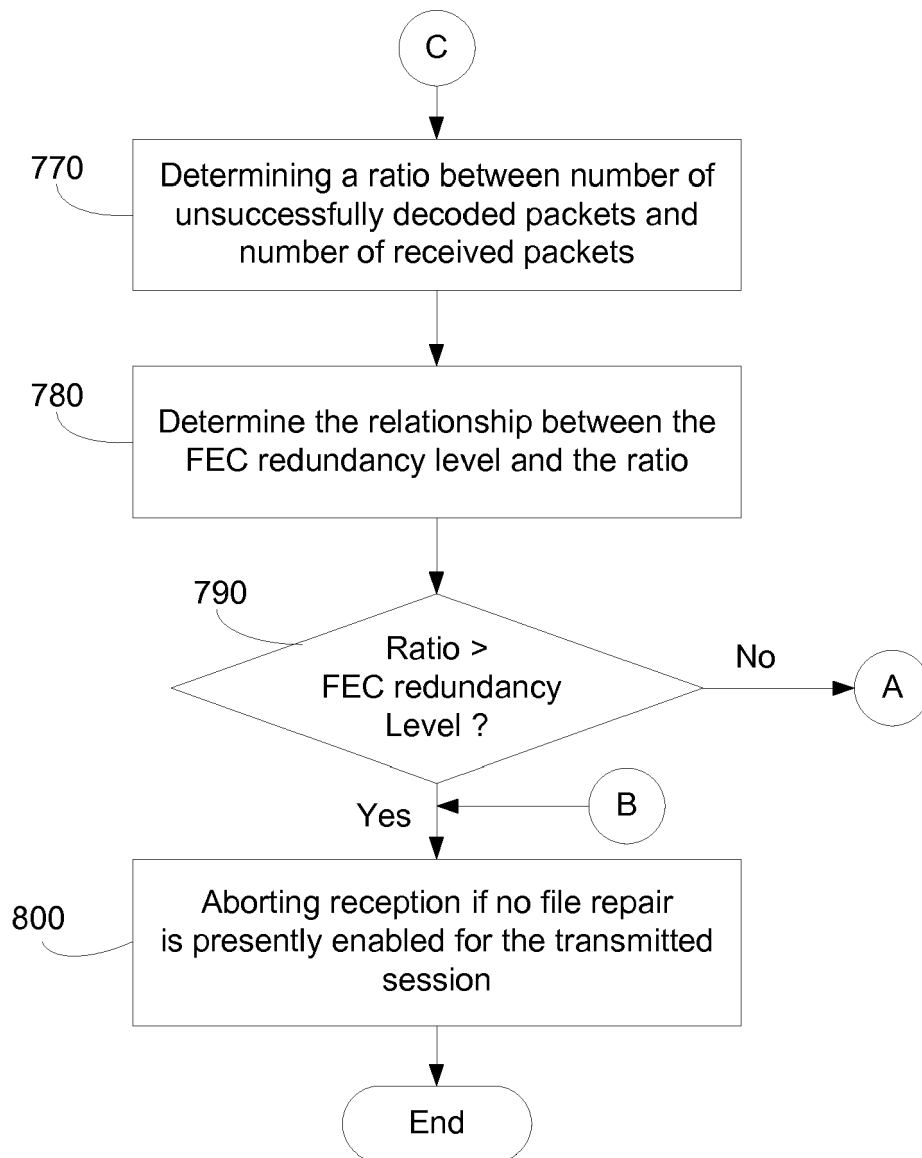 C
770
Determining a ratio between number of
unsuccessfully decoded packets and
number of received packets
780
Determine the relationship between the
FEC redundancy level and the ratio
790
Ratio >
FEC redundancy
Level ?
No
A
Yes
B
800
Aborting reception if no file repair
is presently enabled for the transmitted
session
End